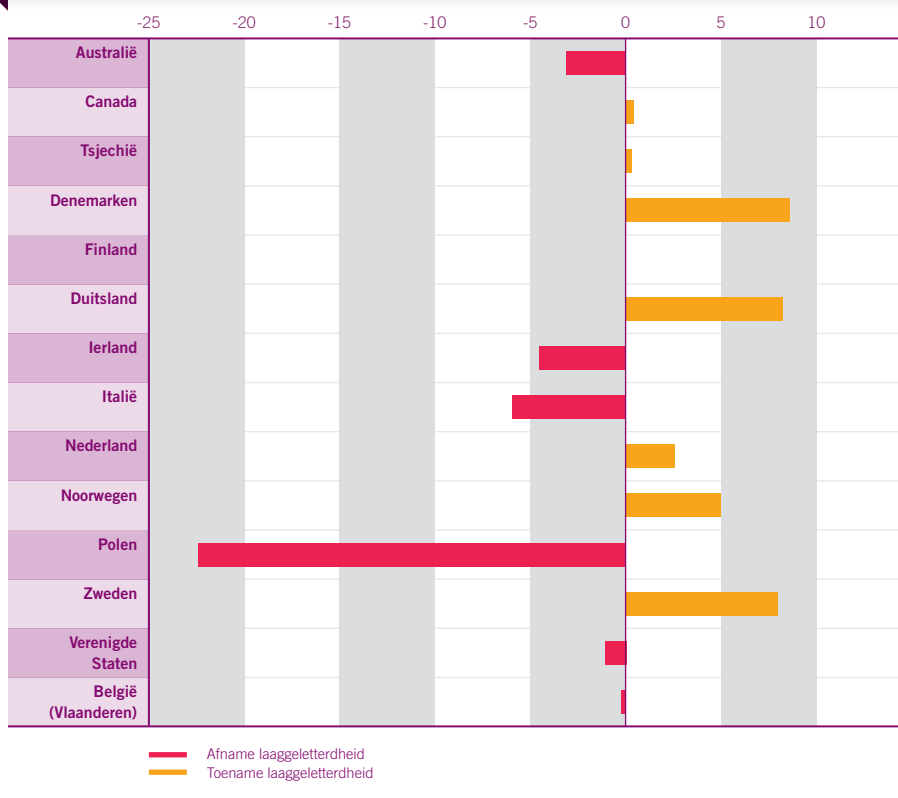 -25 -20 -15 -10 -5 0 5 10
Australië
Canada
Tsjechië
Denemarken
Finland
Duitsland
Ierland
Italië
Nederland
Noorwegen
Polen
Zweden
Verenigde
Staten
België
(Vlaanderen)
Afname laaggeletterdheid
Toename laaggeletterdheid